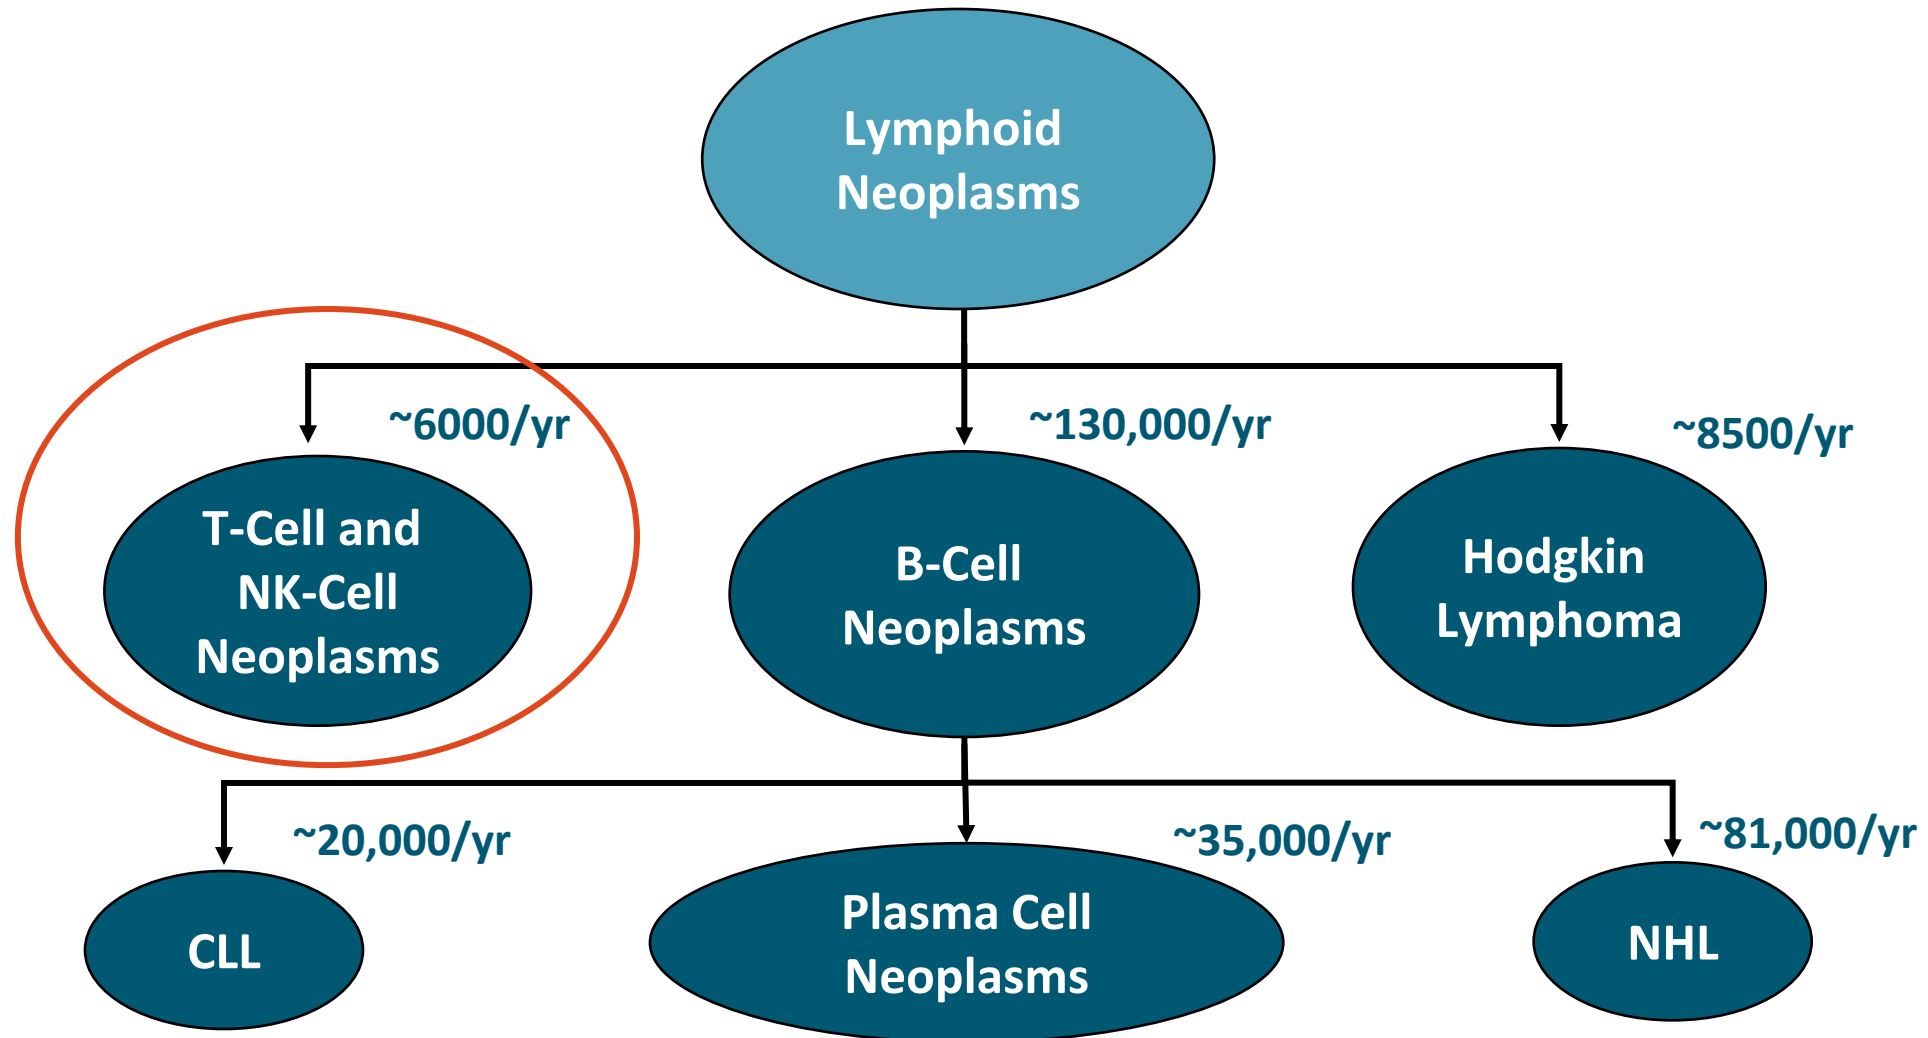 Lymphoid
Neoplasms
~6000/yr
~130,000/yr
~8500/yr
T-Cell and
NK-Cell
Neoplasms
B-Cell
Neoplasms
Hodgkin
Lymphoma
~20,000/yr
~35,000/yr
~81,000/yr
CLL
Plasma Cell
Neoplasms
NHL